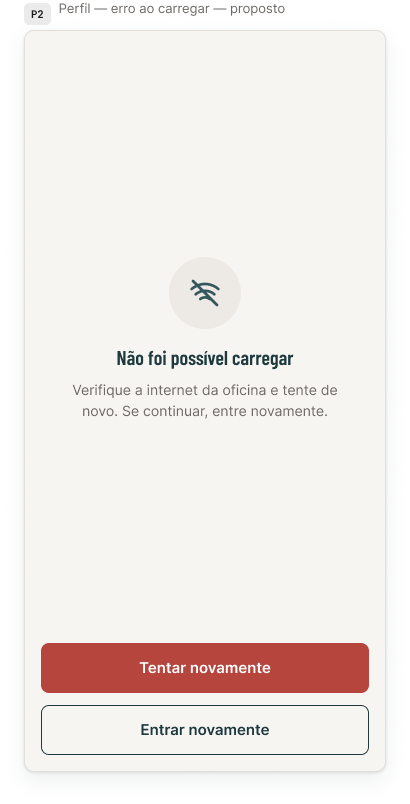 P2 Perfil — erro ao carregar — proposto
Não foi possível carregar
Verifique a internet da oficina e tente de
novo. Se continuar, entre novamente.
Tentar novamente
Entrar novamente